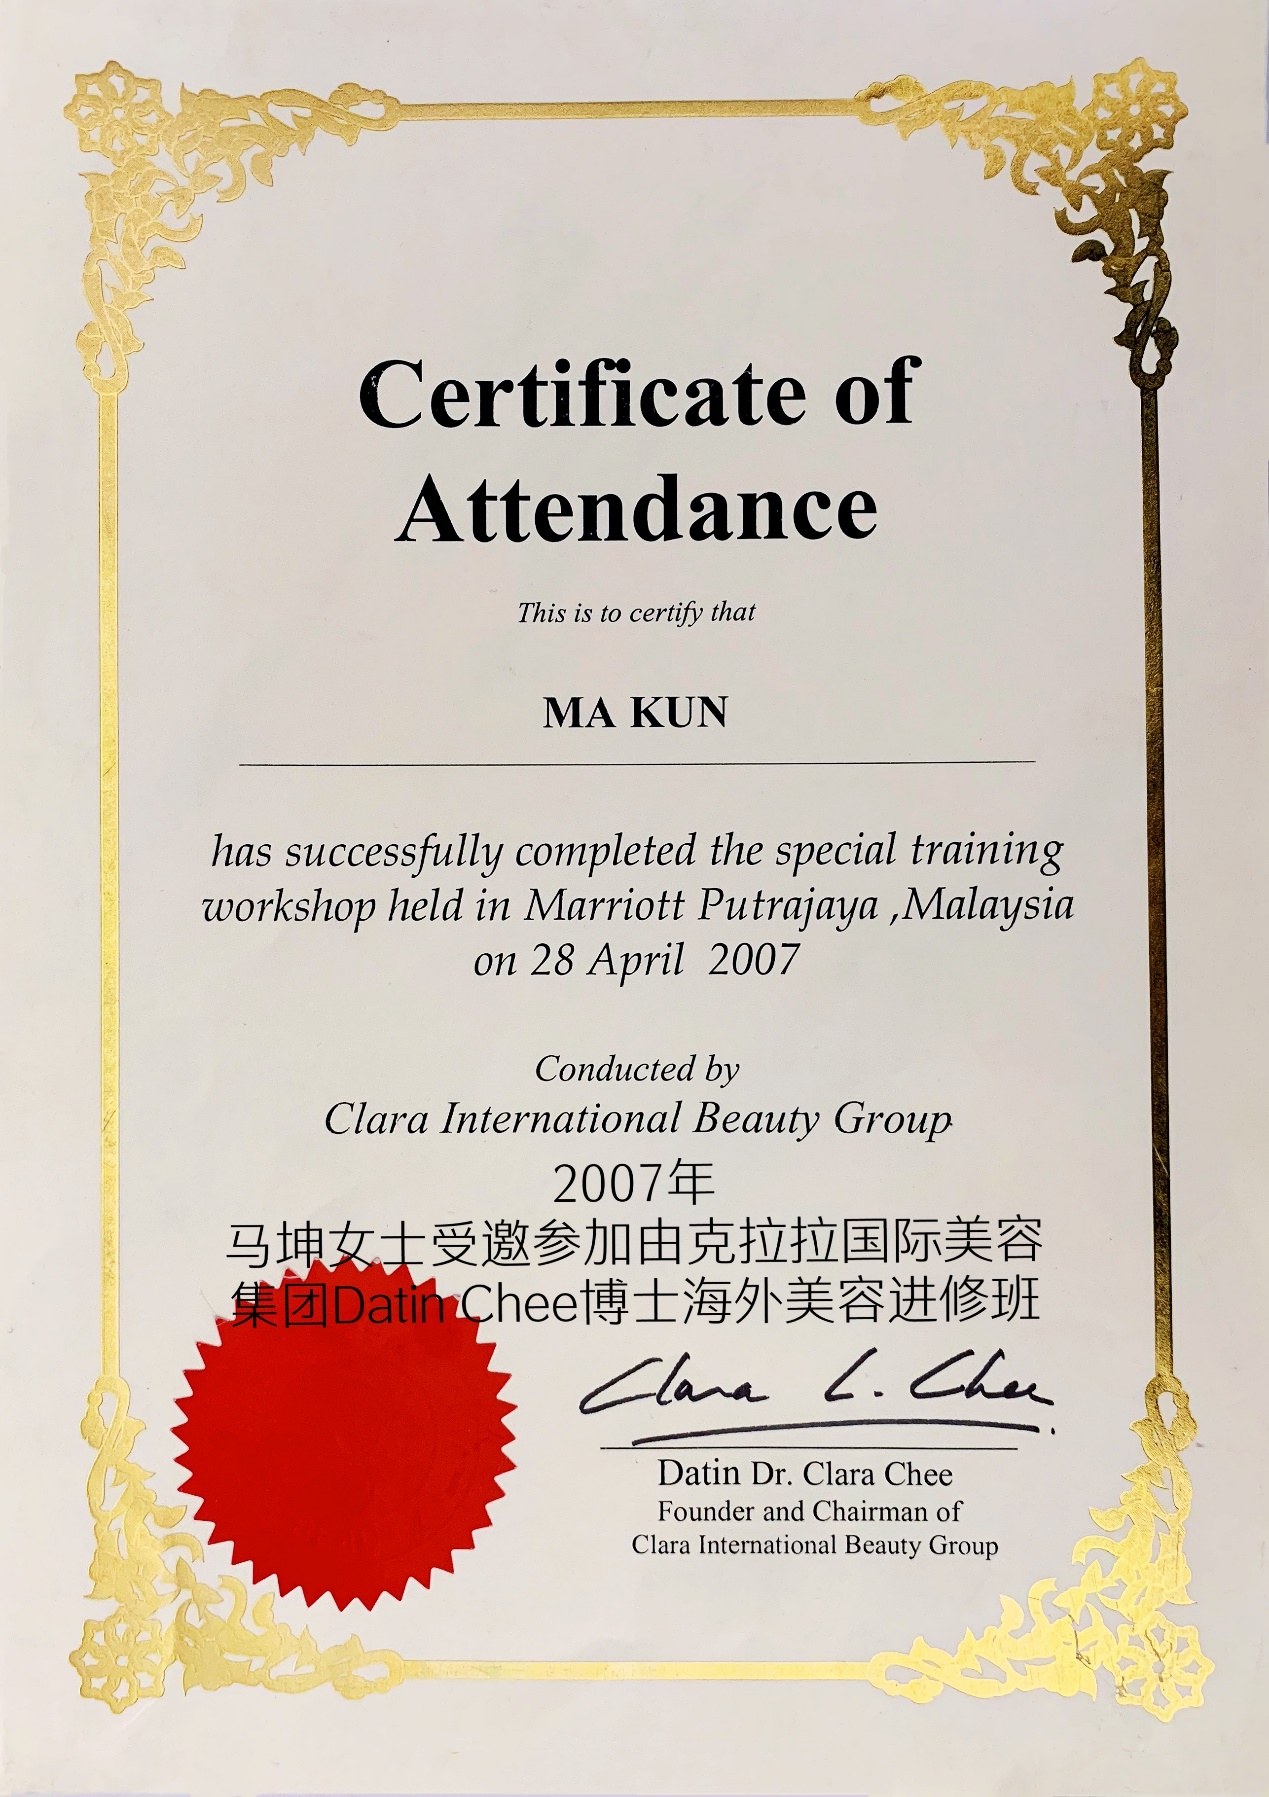 Certificate of
Attendance
This is to certify that
MA KUN
has successfully completed the special training
workshop held in Marriott Putrajaya ,Malaysia
on 28 April 2007
Conducted by
Clara International Beauty Group
2007年
马坤女士受邀参加由克拉拉国际美容
集团Datin Chee博士海外美容进修班
Clara L. Chee
Datin Dr. Clara Chee
Founder and Chairman of
Clara International Beauty Group